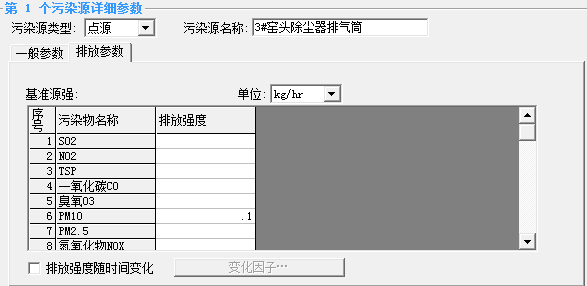 第 1 个污染源详细参数
污染源类型: 点源 污染源名称: 3#窑头除尘器排气筒
一般参数 排放参数
基准源强: 单位: kg/hr
序号 污染物名称 排放强度
1 SO2
2 NO2
3 TSP
4 一氧化碳CO
5 臭氧O3
6 PM10 .1
7 PM2.5
8 氮氧化物NOX
排放强度随时间变化 变化因子…